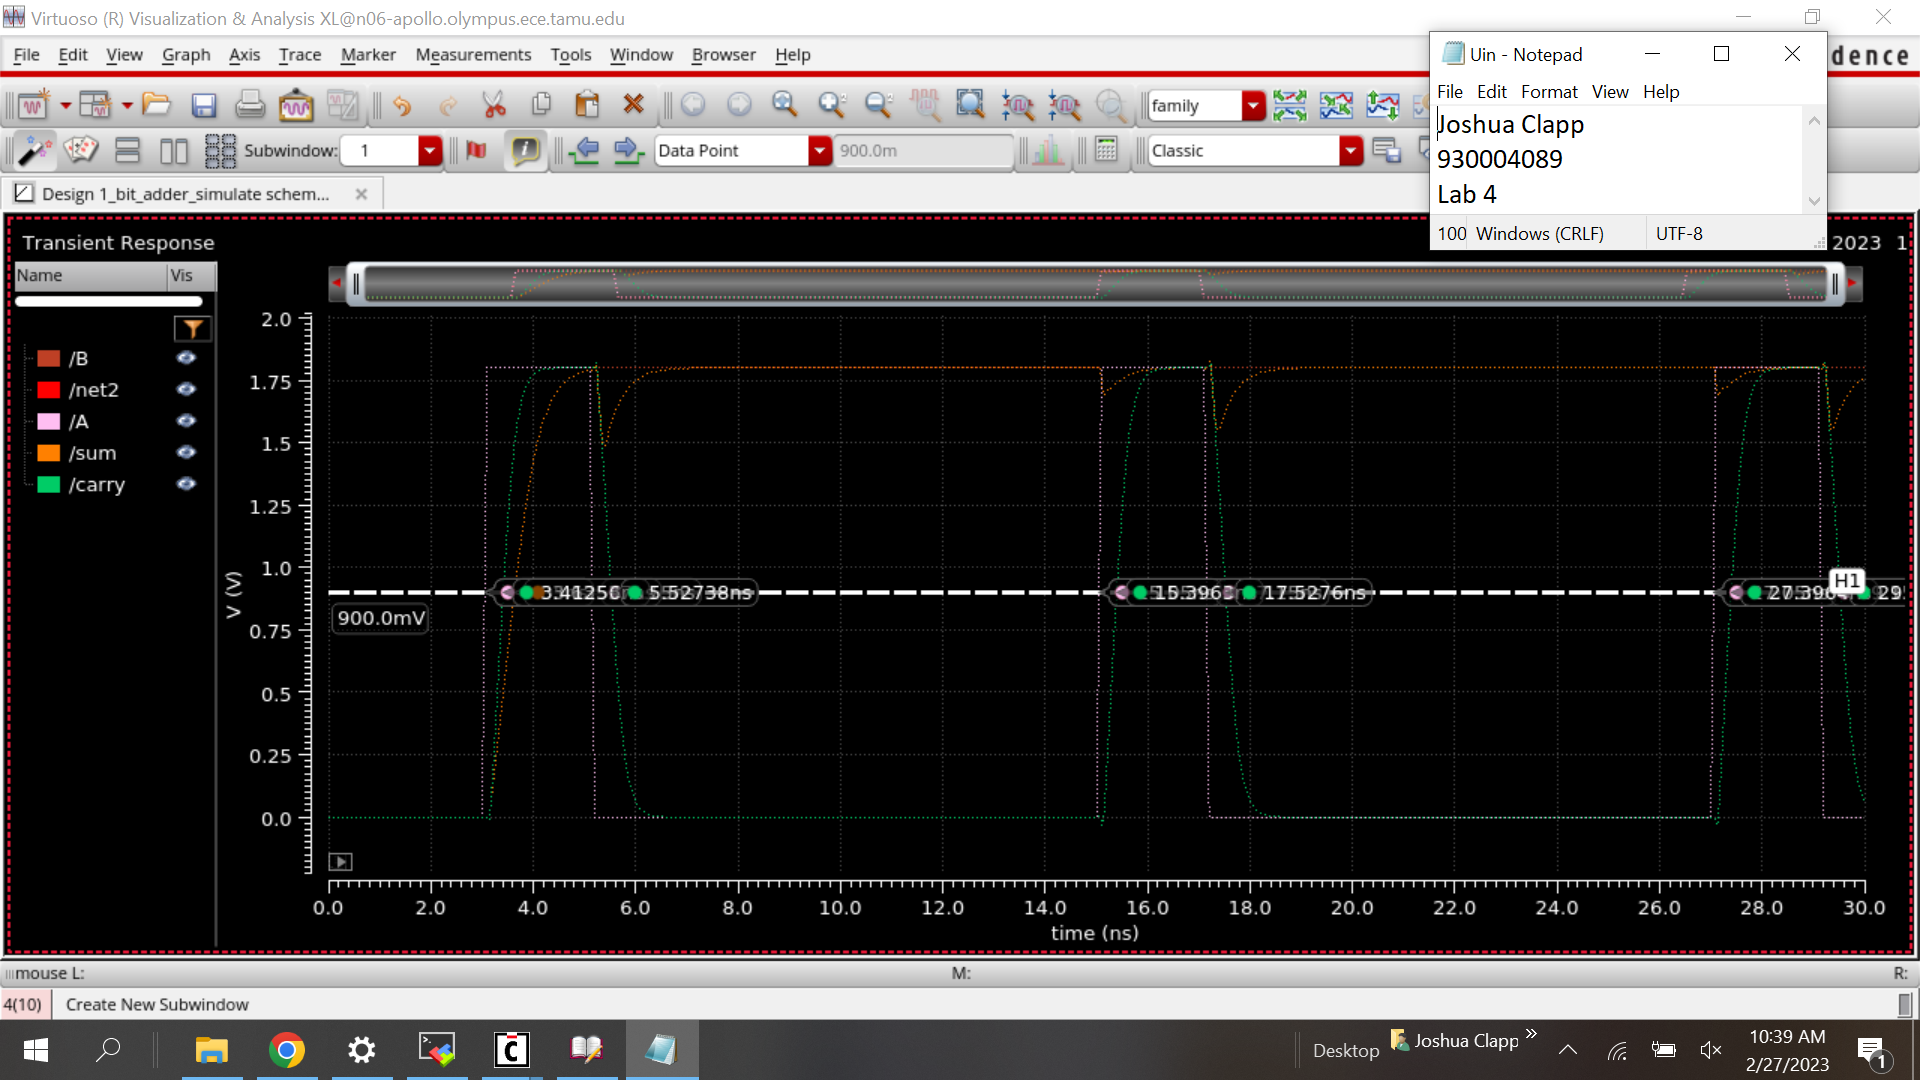 Virtuoso (R) Visualization & Analysis XL@n06-apollo.olympus.ece.tamu.edu
File Edit View Graph Axis Trace Marker Measurements Tools Window Browser Help
dence
Uin - Notepad
File Edit Format View Help
Joshua Clapp
930004089
Lab 4
100 Windows (CRLF) UTF-8
family
Subwindow: 1
Data Point
900.0m
Classic
Design 1_bit_adder_simulate schem...
Transient Response
2023 1
Name Vis
/B
/net2
/A
/sum
/carry
V (V)
2.0
1.75
1.5
1.25
1.0
0.75
0.5
0.25
0.0
900.0mV
5.52738ns
17.5276ns
H1
0.0 2.0 4.0 6.0 8.0 10.0 12.0 14.0 16.0 18.0 20.0 22.0 24.0 26.0 28.0 30.0
time (ns)
mouse L: M: R:
4(10) Create New Subwindow
Desktop
Joshua Clapp
10:39 AM
2/27/2023
1